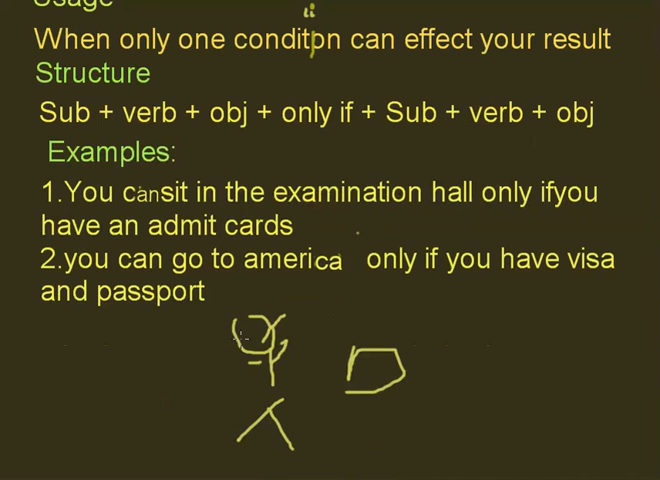 Usage
When only one conditpn can effect your result
Structure
Sub + verb + obj + only if + Sub + verb + obj
Examples:
1.You cansit in the examination hall only ifyou
have an admit cards
2.you can go to america only if you have visa
and passport